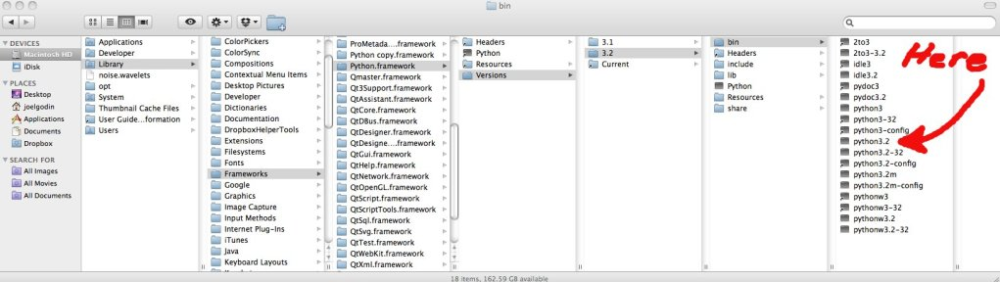 bin
DEVICES
Macintosh HD
iDisk
PLACES
Desktop
joelgodin
Applications
Documents
Dropbox
SEARCH FOR
All Images
All Movies
All Documents
Applications
Developer
Library
noise.wavelets
opt
System
Thumbnail Cache Files
User Guide...formation
Users
ColorPickers
ColorSync
Compositions
Contextual Menu Items
Desktop Pictures
Developer
Dictionaries
Documentation
DropboxHelperTools
Extensions
Filesystems
Fonts
Frameworks
Google
Graphics
Image Capture
Input Methods
Internet Plug-Ins
iTunes
Java
Keyboard Layouts
ProMetada....framework
Python copy.framework
Python.framework
Qmaster.framework
Qt3Support.framework
QtAssistant.framework
QtCore.framework
QtDBus.framework
QtDesigner.framework
QtDesigne...framework
QtGui.framework
QtHelp.framework
QtNetwork.framework
QtOpenGL.framework
QtScript.framework
QtScriptTools.framework
QtSql.framework
QtSvg.framework
QtTest.framework
QtWebKit.framework
QtXml.framework
Headers
Python
Resources
Versions
3.1
3.2
Current
bin
Headers
include
lib
Python
Resources
share
2to3
2to3-3.2
idle3
idle3.2
pydoc3
pydoc3.2
python3
python3-32
python3-config
python3.2
python3.2-32
python3.2-config
python3.2m
python3.2m-config
pythonw3
pythonw3-32
pythonw3.2
pythonw3.2-32
Here
18 items, 162.59 GB available